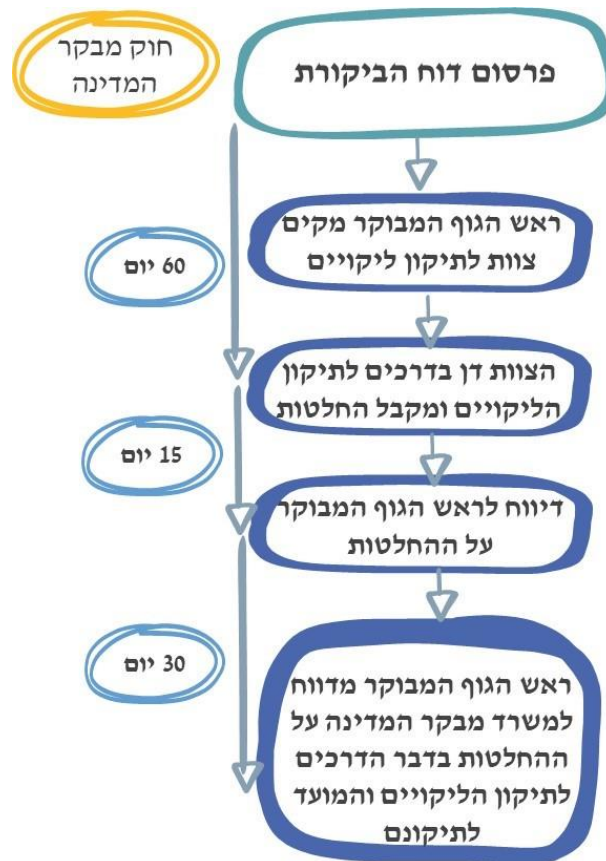 חוק מבקר
המדינה
פרסום דוח הביקורת
ראש הגוף המבוקר מקים
צוות לתיקון ליקויים
60 יום
הצוות דן בדרכים לתיקון
הליקויים ומקבל החלטות
15 יום
דיווח לראש הגוף המבוקר
על ההחלטות
30 יום
ראש הגוף המבוקר מדווח
למשרד מבקר המדינה על
ההחלטות בדבר הדרכים
לתיקון הליקויים והמועד
לתיקונם